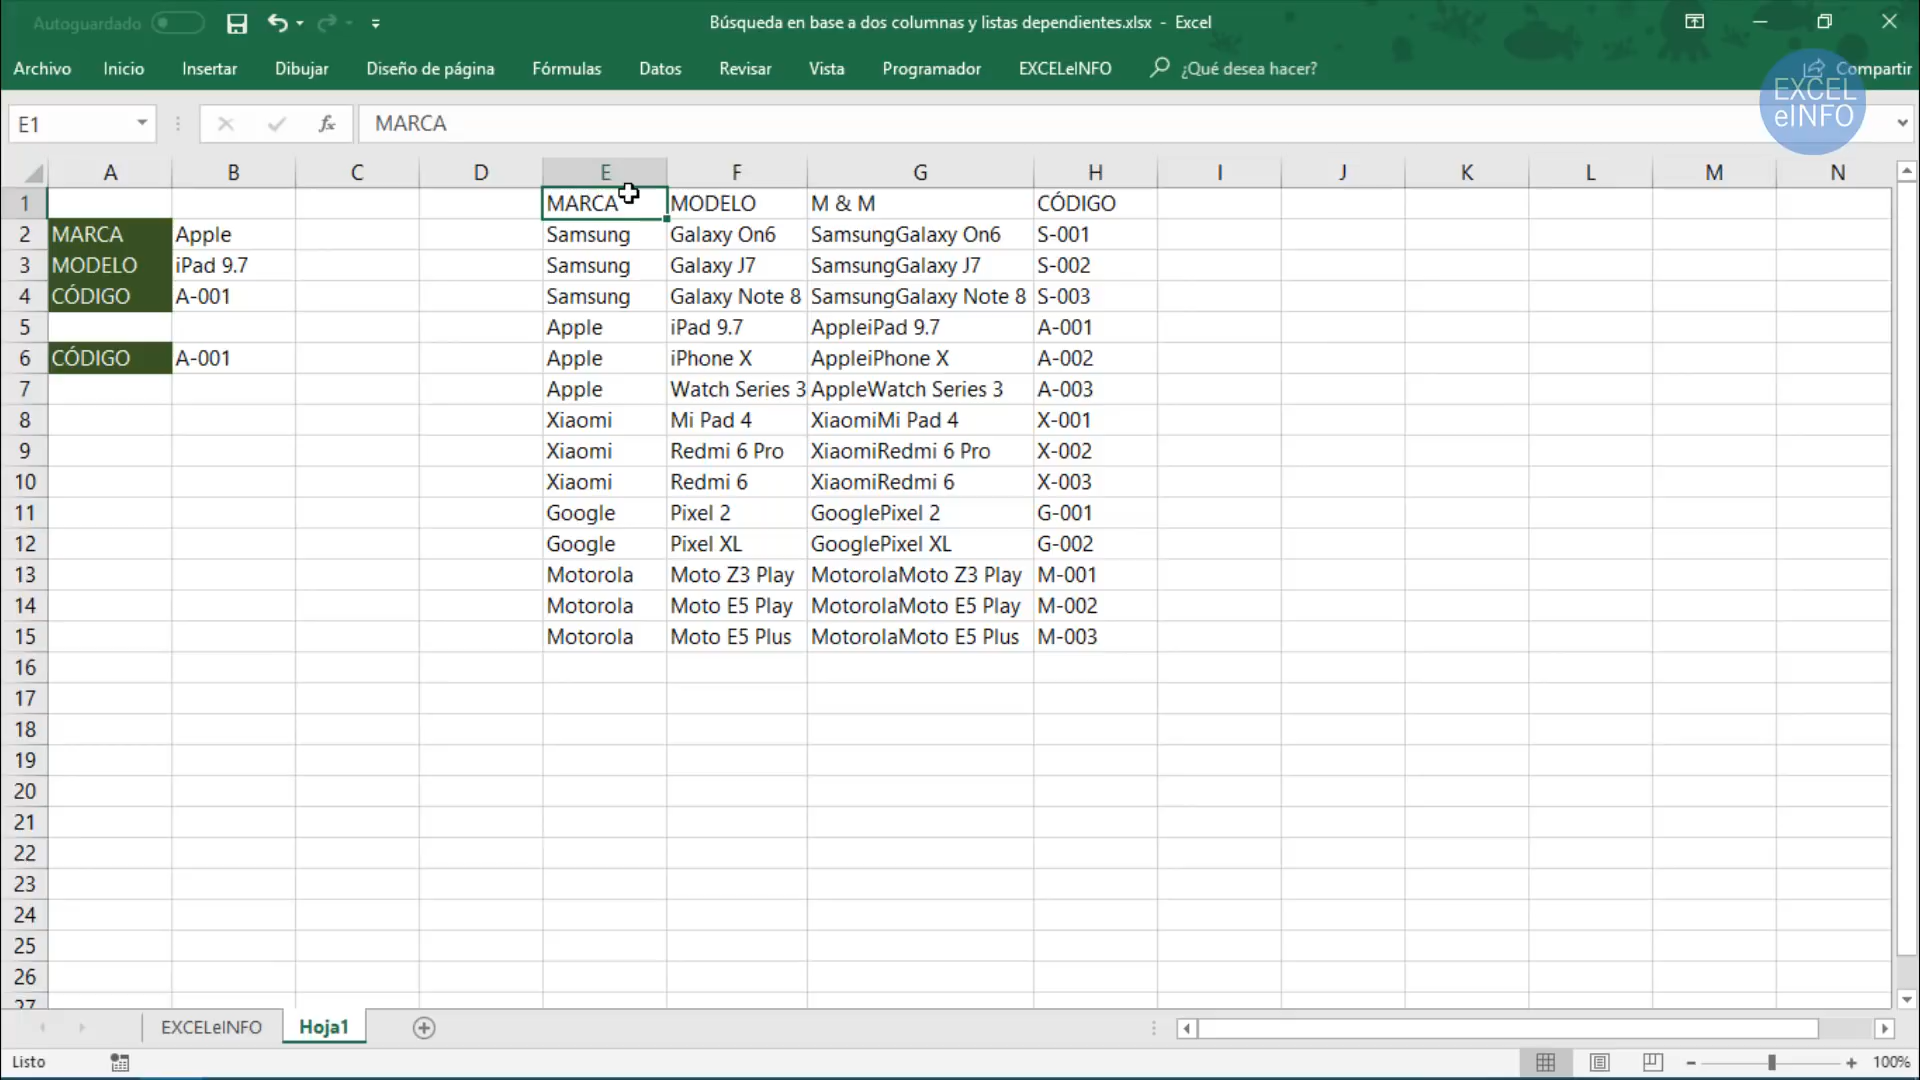 Autoguardado
Búsqueda en base a dos columnas y listas dependientes.xlsx - Excel
Archivo Inicio Insertar Dibujar Diseño de página Fórmulas Datos Revisar Vista Programador EXCELeINFO ¿Qué desea hacer? Compartir
EXCEL
eINFO
E1 fx MARCA
A B C D E F G H I J K L M N
1 MARCA MODELO M & M CÓDIGO
2 MARCA Apple Samsung Galaxy On6 SamsungGalaxy On6 S-001
3 MODELO iPad 9.7 Samsung Galaxy J7 SamsungGalaxy J7 S-002
4 CÓDIGO A-001 Samsung Galaxy Note 8 SamsungGalaxy Note 8 S-003
5 Apple iPad 9.7 AppleiPad 9.7 A-001
6 CÓDIGO A-001 Apple iPhone X AppleiPhone X A-002
7 Apple Watch Series 3 AppleWatch Series 3 A-003
8 Xiaomi Mi Pad 4 XiaomiMi Pad 4 X-001
9 Xiaomi Redmi 6 Pro XiaomiRedmi 6 Pro X-002
10 Xiaomi Redmi 6 XiaomiRedmi 6 X-003
11 Google Pixel 2 GooglePixel 2 G-001
12 Google Pixel XL GooglePixel XL G-002
13 Motorola Moto Z3 Play MotorolaMoto Z3 Play M-001
14 Motorola Moto E5 Play MotorolaMoto E5 Play M-002
15 Motorola Moto E5 Plus MotorolaMoto E5 Plus M-003
16
17
18
19
20
21
22
23
24
25
26
27
EXCELeINFO Hoja1
Listo 100%